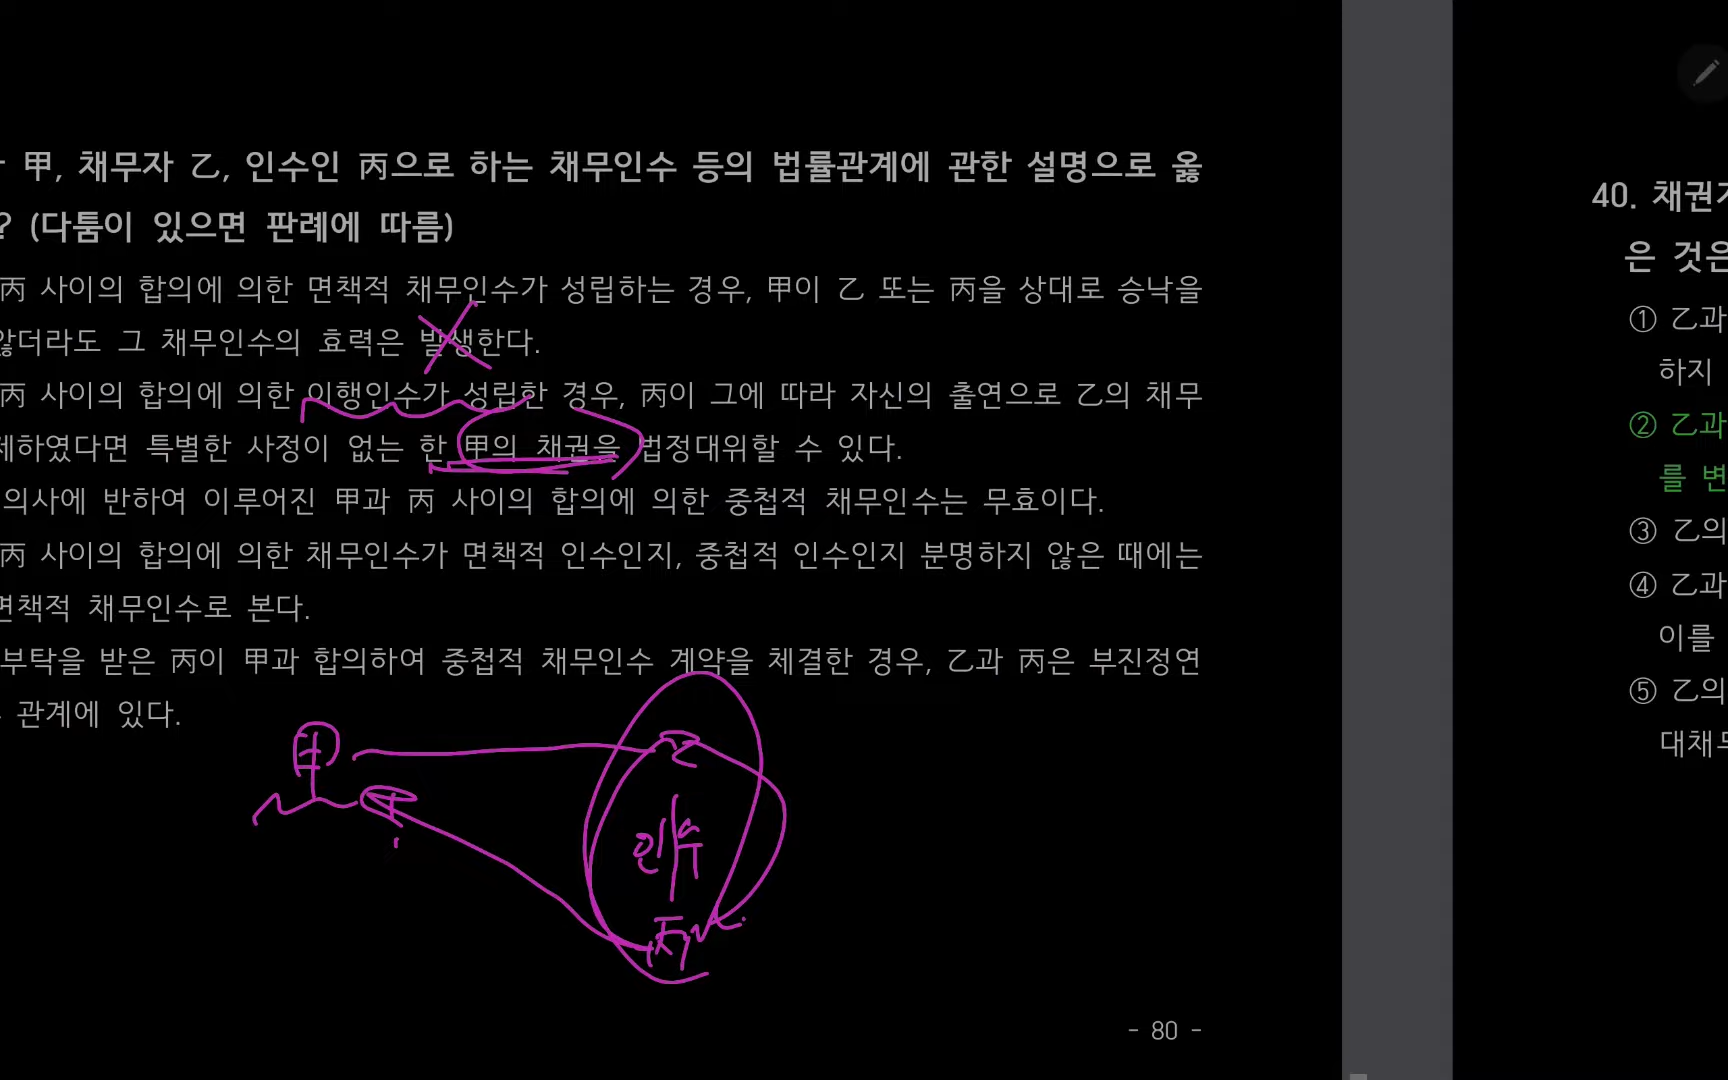 甲, 채무자 乙, 인수인 丙으로 하는 채무인수 등의 법률관계에 관한 설명으로 옳
? (다툼이 있으면 판례에 따름)
丙 사이의 합의에 의한 면책적 채무인수가 성립하는 경우, 甲이 乙 또는 丙을 상대로 승낙을
않더라도 그 채무인수의 효력은 발생한다.
丙 사이의 합의에 의한 이행인수가 성립한 경우, 丙이 그에 따라 자신의 출연으로 乙의 채무
제하였다면 특별한 사정이 없는 한 甲의 채권을 법정대위할 수 있다.
의사에 반하여 이루어진 甲과 丙 사이의 합의에 의한 중첩적 채무인수는 무효이다.
丙 사이의 합의에 의한 채무인수가 면책적 인수인지, 중첩적 인수인지 분명하지 않은 때에는
면책적 채무인수로 본다.
부탁을 받은 丙이 甲과 합의하여 중첩적 채무인수 계약을 체결한 경우, 乙과 丙은 부진정연
관계에 있다.
甲
乙
인수
丙
- 80 -
40. 채권
은 것은
① 乙과
하지
② 乙과
를 변
③ 乙의
④ 乙과
이를
⑤ 乙의
대채무